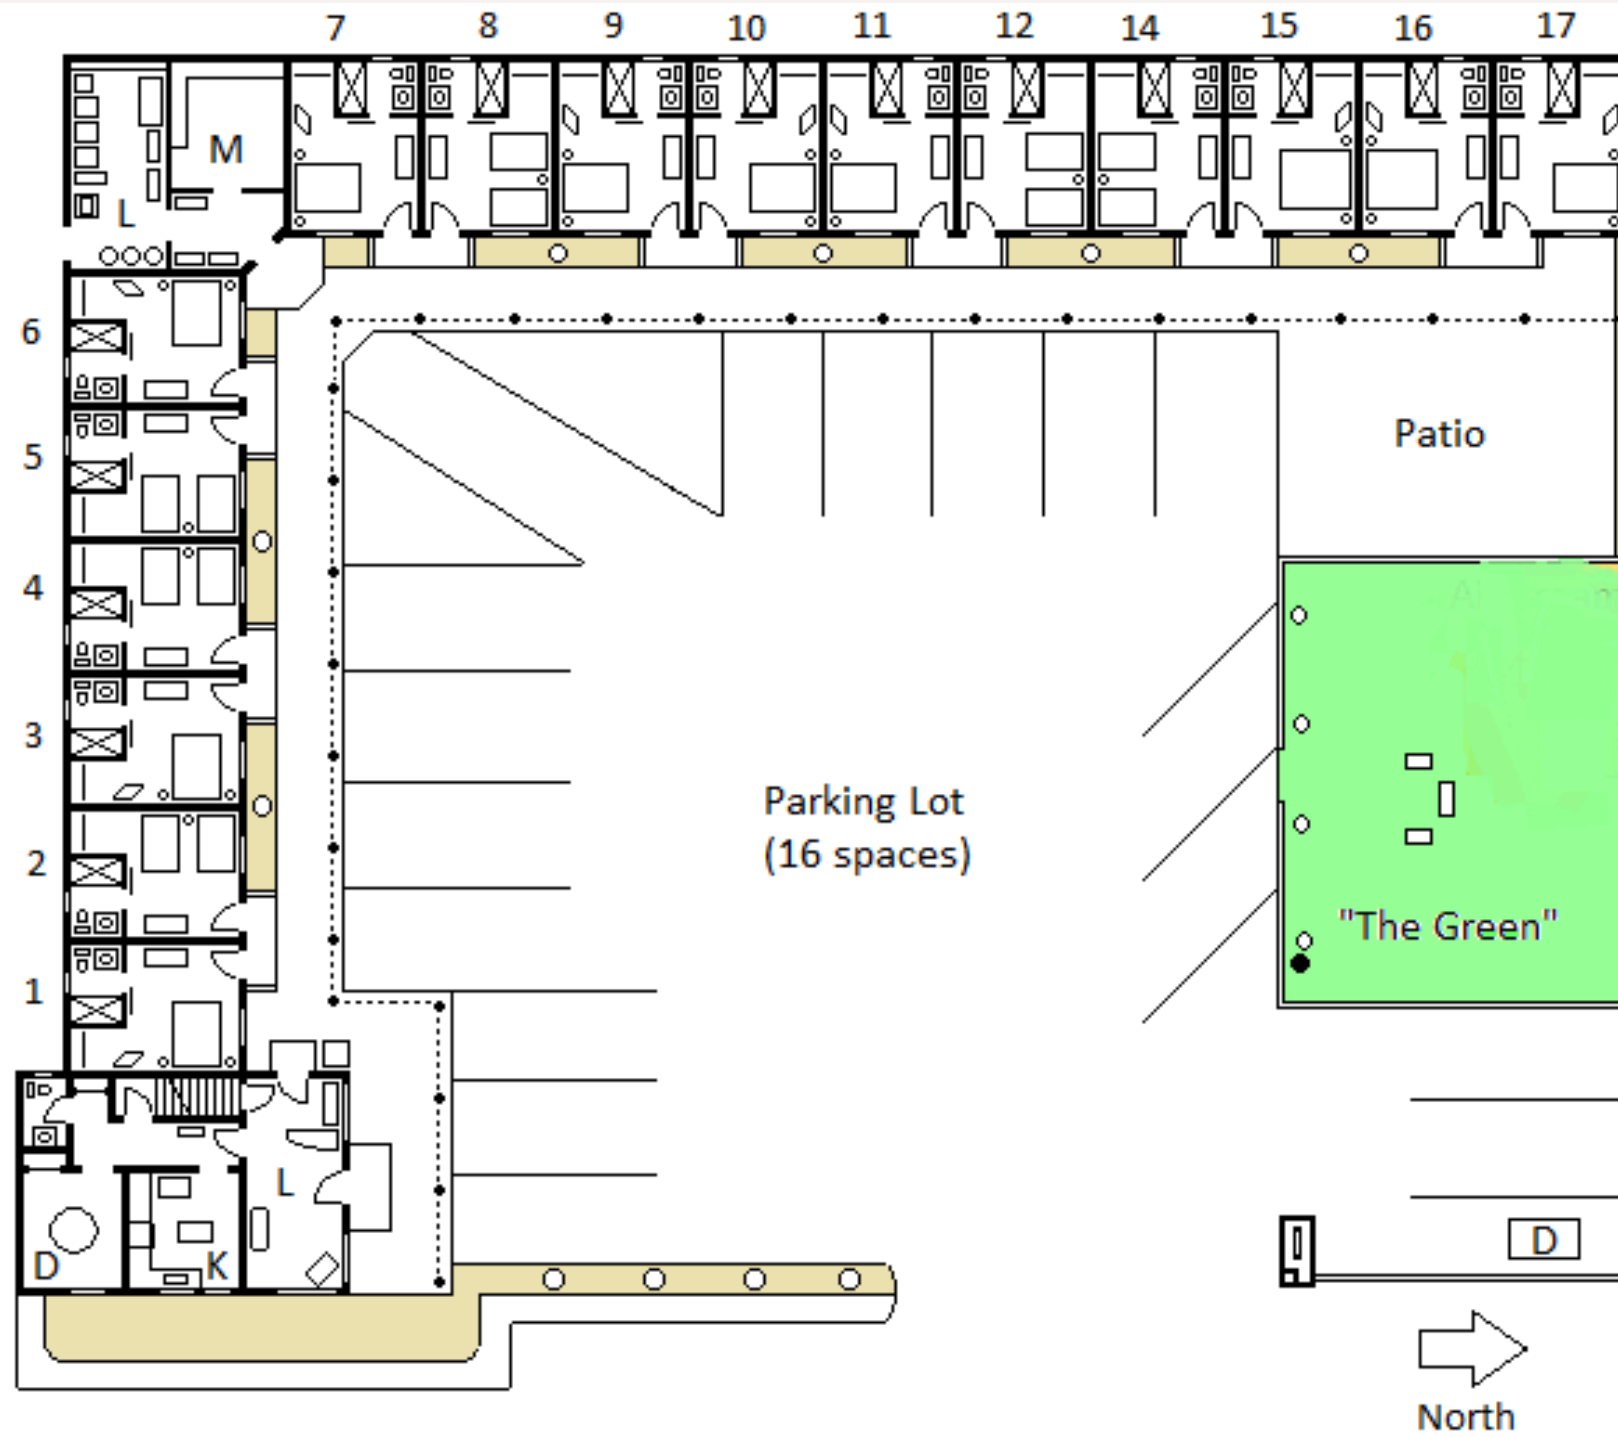 7 8 9 10 11 12 14 15 16 17
M
L
6
5
Patio
4
3
Parking Lot
(16 spaces)
2
"The Green"
1
L
D K
D
North